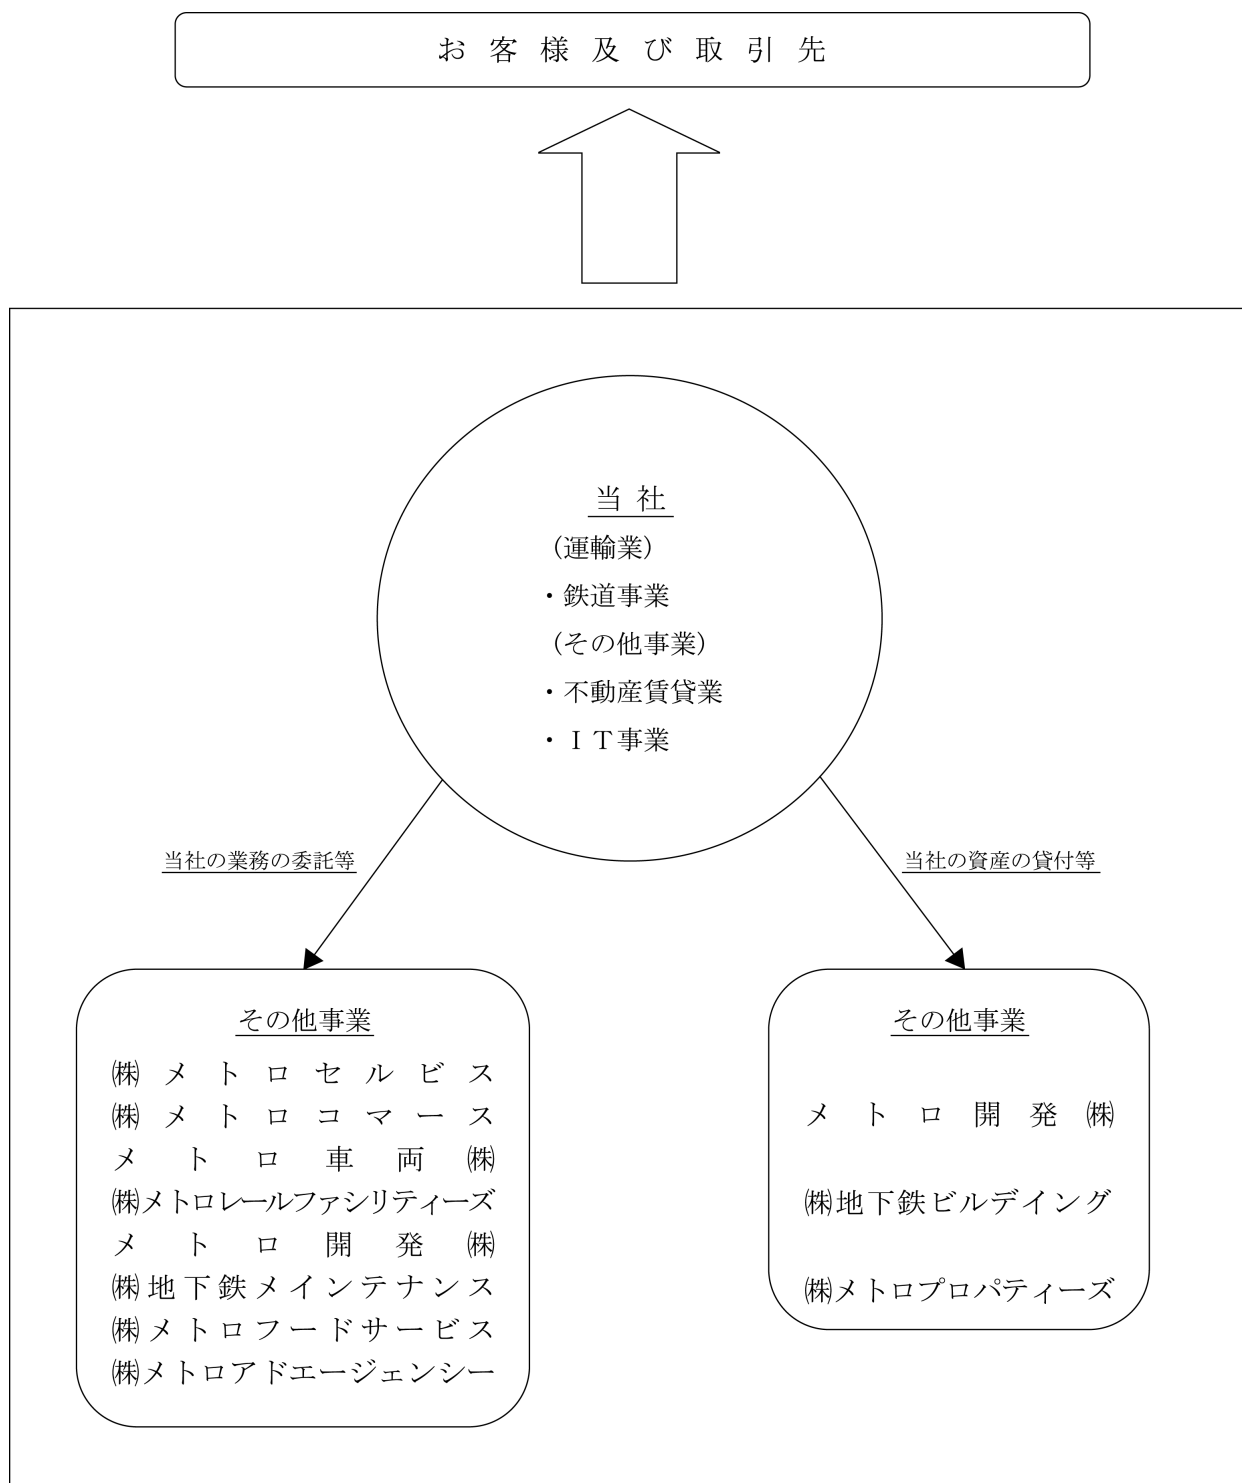 お客様及び取引先
当社
(運輸業)
・鉄道事業
(その他事業)
・不動産賃貸業
・ＩＴ事業
当社の業務の委託等
当社の資産の貸付等
その他事業
㈱メトロセルビス
㈱メトロコマース
メトロ車両㈱
㈱メトロレールファシリティーズ
メトロ開発㈱
㈱地下鉄メインテナンス
㈱メトロフードサービス
㈱メトロアドエージェンシー
その他事業
メトロ開発㈱
㈱地下鉄ビルデイング
㈱メトロプロパティーズ